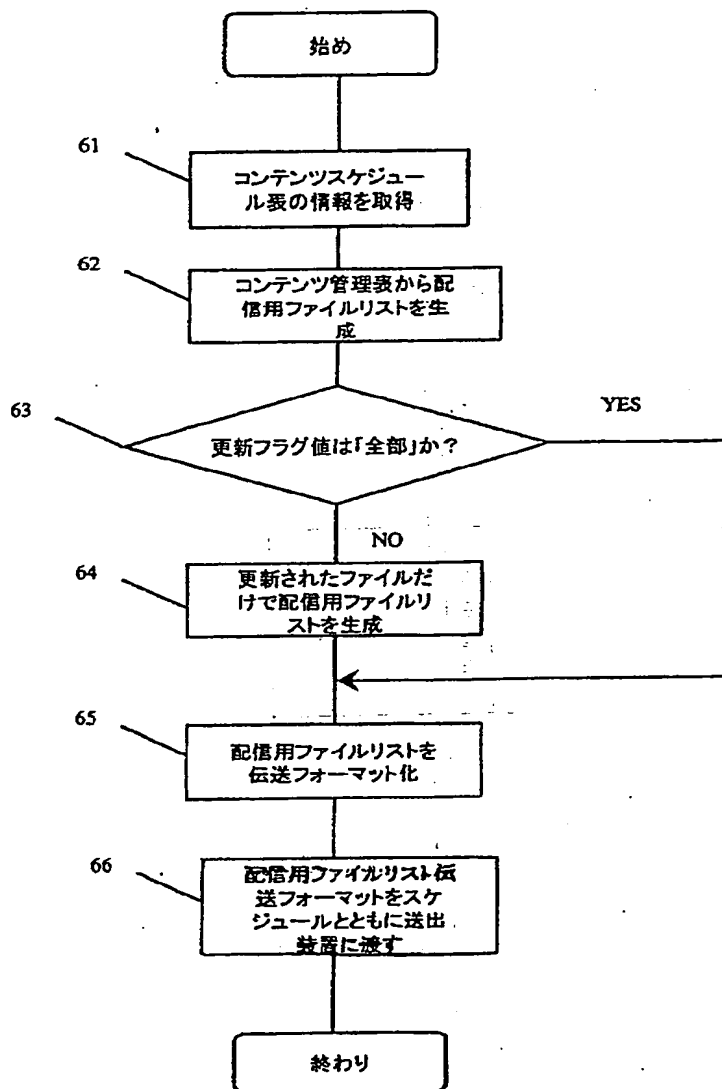 始め
61
コンテンツスケジュー
ル表の情報を取得
62
コンテンツ管理表から配
信用ファイルリストを生
成
63
更新フラグ値は「全部」か？
YES
NO
64
更新されたファイルだ
けで配信用ファイルリ
ストを生成
65
配信用ファイルリストを
伝送フォーマット化
66
配信用ファイルリスト伝
送フォーマットをスケ
ジュールとともに送出
装置に渡す
終わり